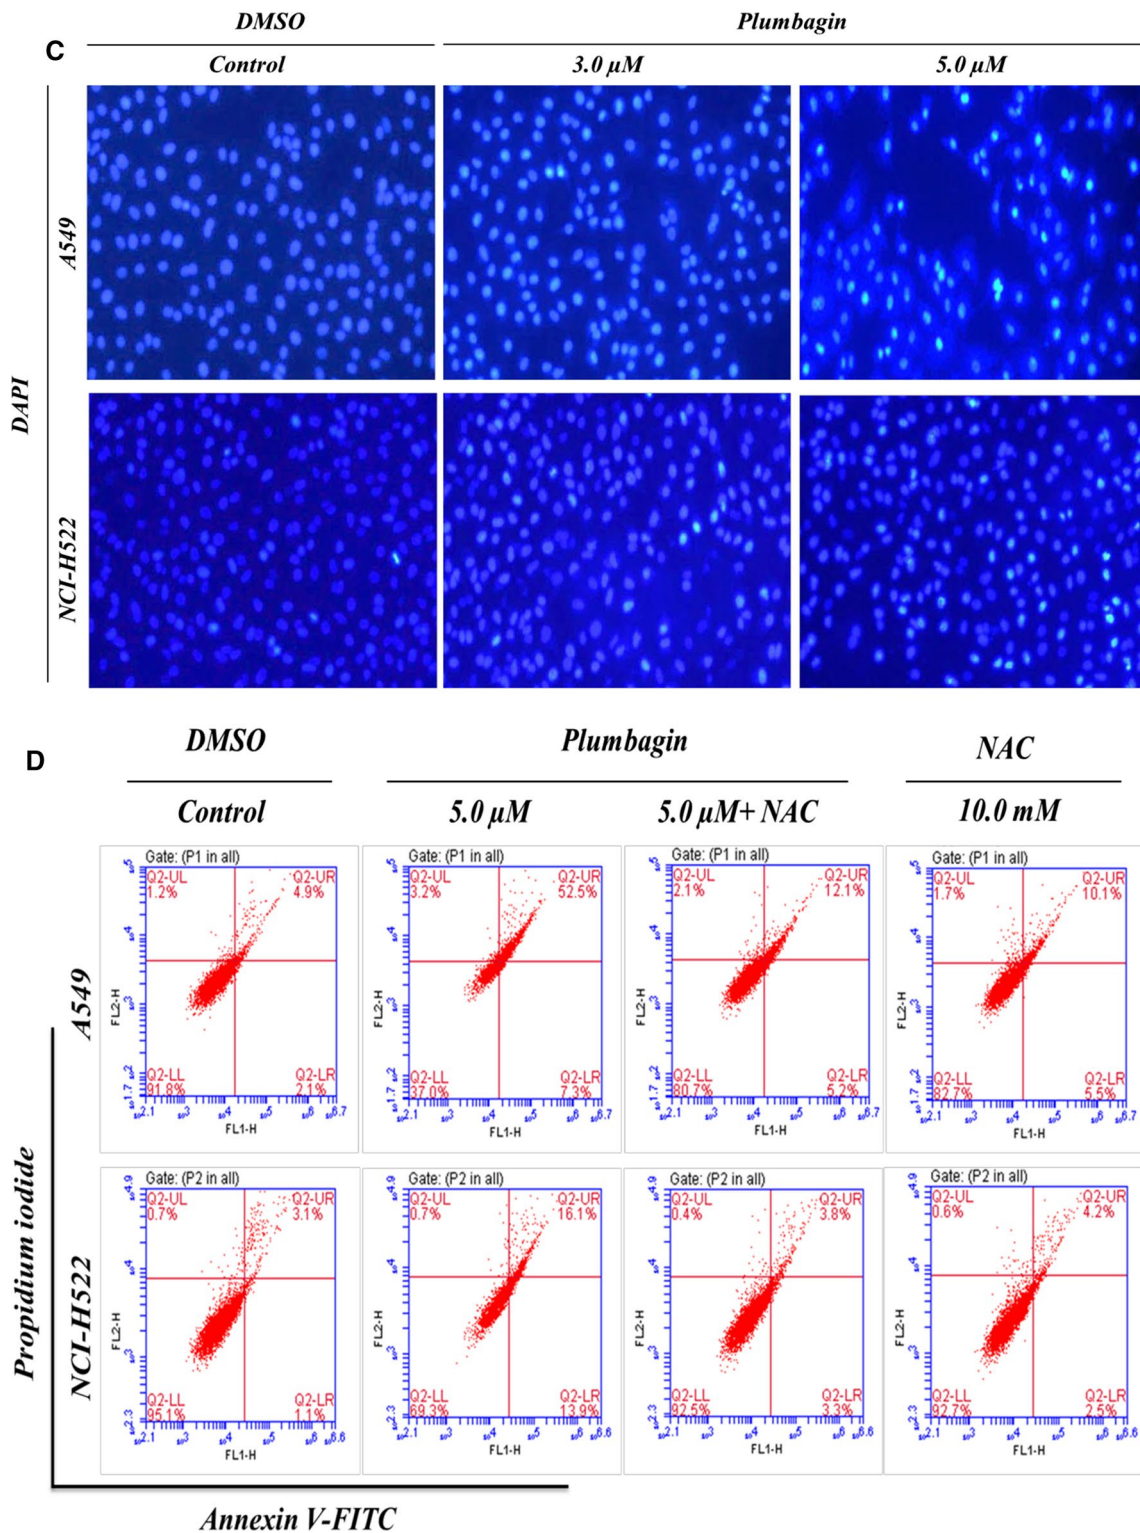 C
DMSO
Plumbagin
Control
3.0 µM
5.0 µM
DAPI
A549
NCI-H522
D
DMSO
Plumbagin
NAC
Control
5.0 µM
5.0 µM+ NAC
10.0 mM
Propidium iodide
A549
Gate: (P1 in all)
Q2-UL
1.2%
Q2-UR
4.9%
Q2-LL
91.8%
Q2-LR
2.1%
FL2-H
FL1-H
Gate: (P1 in all)
Q2-UL
3.2%
Q2-UR
52.5%
Q2-LL
37.0%
Q2-LR
7.3%
FL2-H
FL1-H
Gate: (P1 in all)
Q2-UL
2.1%
Q2-UR
12.1%
Q2-LL
80.7%
Q2-LR
5.2%
FL2-H
FL1-H
Gate: (P1 in all)
Q2-UL
1.7%
Q2-UR
10.1%
Q2-LL
82.7%
Q2-LR
5.5%
FL2-H
FL1-H
NCI-H522
Gate: (P2 in all)
Q2-UL
0.7%
Q2-UR
3.1%
Q2-LL
95.1%
Q2-LR
1.1%
FL2-H
FL1-H
Gate: (P2 in all)
Q2-UL
0.7%
Q2-UR
16.1%
Q2-LL
69.3%
Q2-LR
13.9%
FL2-H
FL1-H
Gate: (P2 in all)
Q2-UL
0.4%
Q2-UR
3.8%
Q2-LL
92.5%
Q2-LR
3.3%
FL2-H
FL1-H
Gate: (P2 in all)
Q2-UL
0.6%
Q2-UR
4.2%
Q2-LL
92.7%
Q2-LR
2.5%
FL2-H
FL1-H
Annexin V-FITC